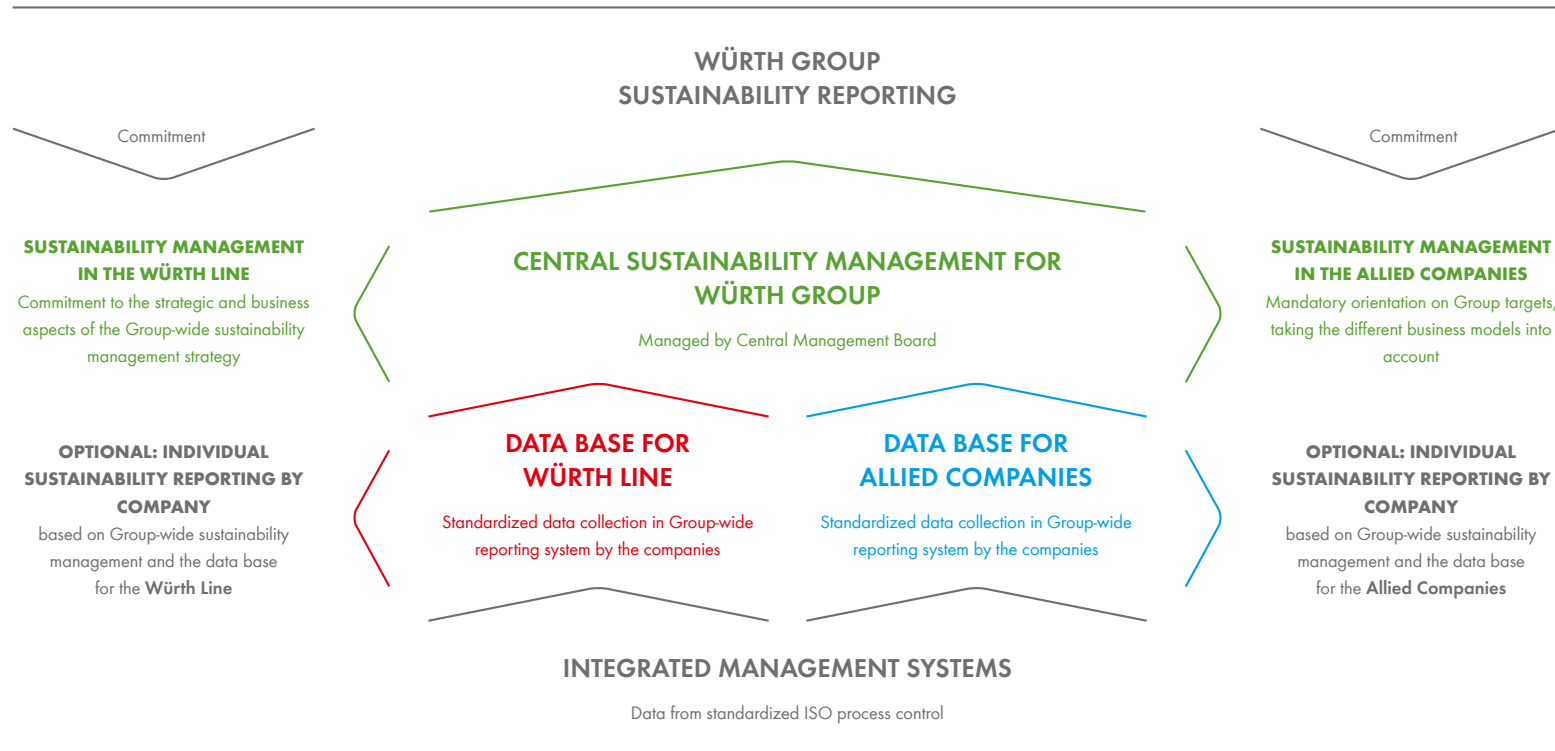 WÜRTH GROUP
SUSTAINABILITY REPORTING
Commitment
Commitment
SUSTAINABILITY MANAGEMENT
IN THE WÜRTH LINE
Commitment to the strategic and business
aspects of the Group-wide sustainability
management strategy
CENTRAL SUSTAINABILITY MANAGEMENT FOR
WÜRTH GROUP
Managed by Central Management Board
SUSTAINABILITY MANAGEMENT
IN THE ALLIED COMPANIES
Mandatory orientation on Group targets,
taking the different business models into
account
OPTIONAL: INDIVIDUAL
SUSTAINABILITY REPORTING BY
COMPANY
based on Group-wide sustainability
management and the data base
for the Würth Line
DATA BASE FOR
WÜRTH LINE
Standardized data collection in Group-wide
reporting system by the companies
DATA BASE FOR
ALLIED COMPANIES
Standardized data collection in Group-wide
reporting system by the companies
OPTIONAL: INDIVIDUAL
SUSTAINABILITY REPORTING BY
COMPANY
based on Group-wide sustainability
management and the data base
for the Allied Companies
INTEGRATED MANAGEMENT SYSTEMS
Data from standardized ISO process control